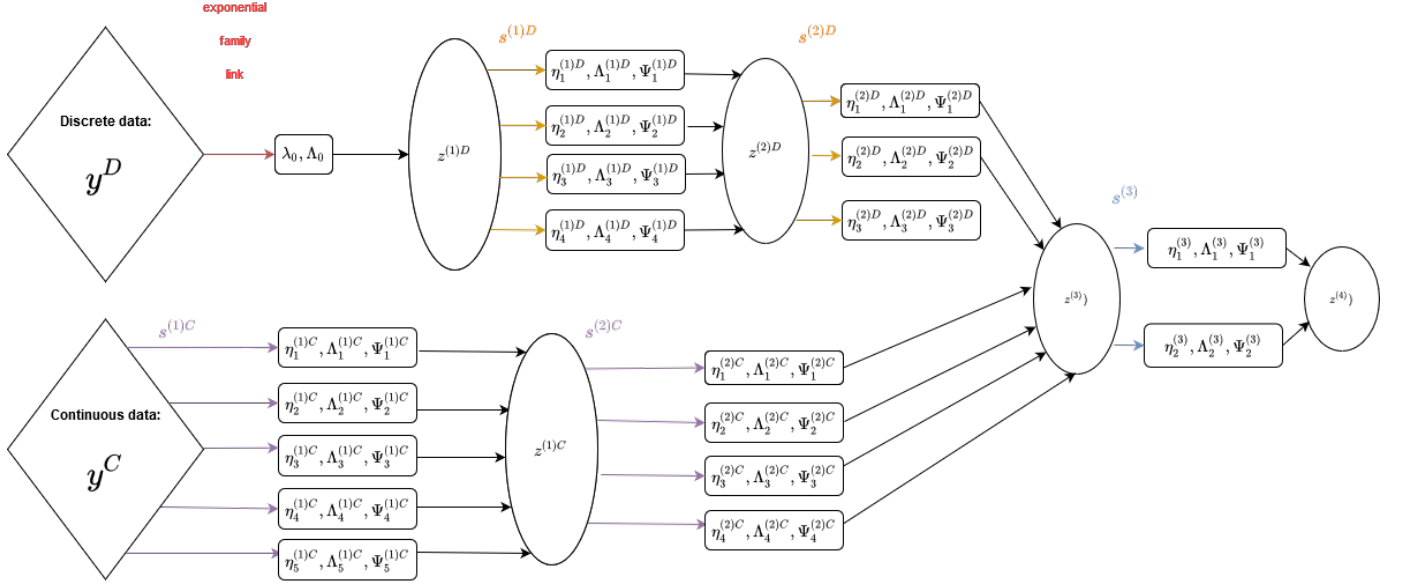 exponential
family
link
Discrete data:
y^D
λ₀, Λ₀
z^{(1)D}
s^{(1)D}
η_1^{(1)D}, Λ_1^{(1)D}, Ψ_1^{(1)D}
η_2^{(1)D}, Λ_2^{(1)D}, Ψ_2^{(1)D}
η_3^{(1)D}, Λ_3^{(1)D}, Ψ_3^{(1)D}
η_4^{(1)D}, Λ_4^{(1)D}, Ψ_4^{(1)D}
z^{(2)D}
s^{(2)D}
η_1^{(2)D}, Λ_1^{(2)D}, Ψ_1^{(2)D}
η_2^{(2)D}, Λ_2^{(2)D}, Ψ_2^{(2)D}
η_3^{(2)D}, Λ_3^{(2)D}, Ψ_3^{(2)D}
Continuous data:
y^C
s^{(1)C}
η_1^{(1)C}, Λ_1^{(1)C}, Ψ_1^{(1)C}
η_2^{(1)C}, Λ_2^{(1)C}, Ψ_2^{(1)C}
η_3^{(1)C}, Λ_3^{(1)C}, Ψ_3^{(1)C}
η_4^{(1)C}, Λ_4^{(1)C}, Ψ_4^{(1)C}
η_5^{(1)C}, Λ_5^{(1)C}, Ψ_5^{(1)C}
z^{(1)C}
s^{(2)C}
η_1^{(2)C}, Λ_1^{(2)C}, Ψ_1^{(2)C}
η_2^{(2)C}, Λ_2^{(2)C}, Ψ_2^{(2)C}
η_3^{(2)C}, Λ_3^{(2)C}, Ψ_3^{(2)C}
η_4^{(2)C}, Λ_4^{(2)C}, Ψ_4^{(2)C}
z^{(3)})
s^{(3)}
η_1^{(3)}, Λ_1^{(3)}, Ψ_1^{(3)}
η_2^{(3)}, Λ_2^{(3)}, Ψ_2^{(3)}
z^{(4)})